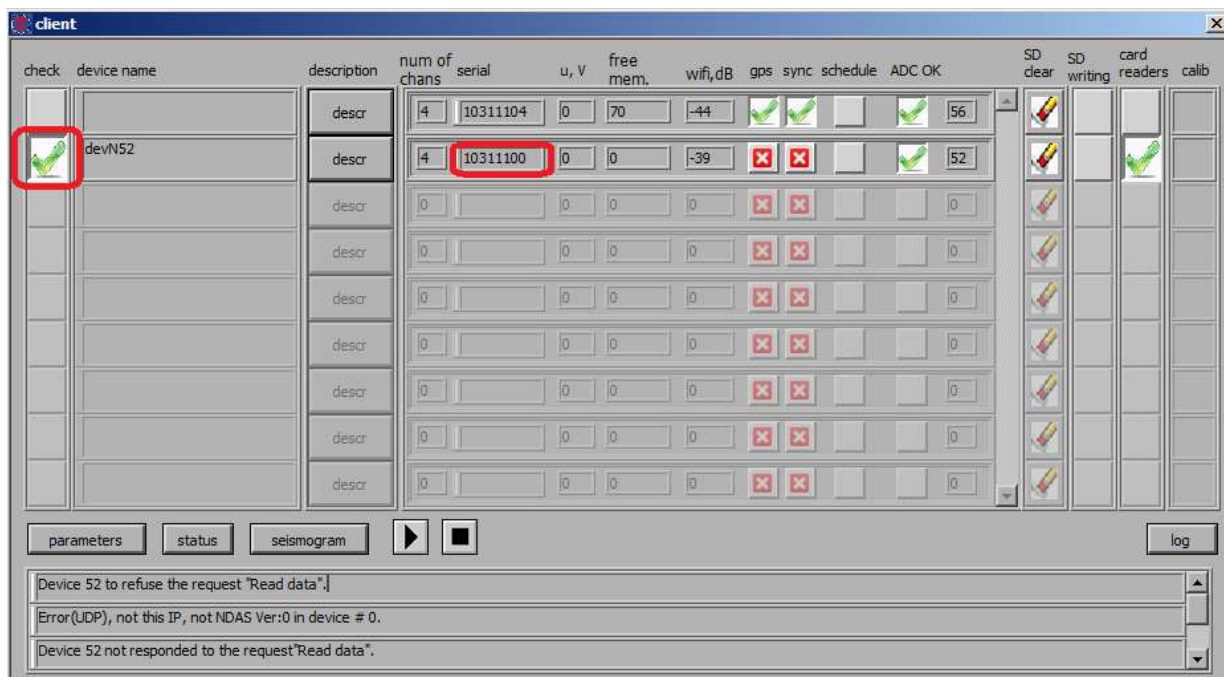 client
check device name description num of chans serial u, V free mem. wifi,dB gps sync schedule ADC OK SD clear SD writing card readers calib
descr 4 10311104 0 70 -44 56
devN52 descr 4 10311100 0 0 -39 52
descr 0 0 0 0 0
descr 0 0 0 0 0
descr 0 0 0 0 0
descr 0 0 0 0 0
descr 0 0 0 0 0
descr 0 0 0 0 0
descr 0 0 0 0 0
parameters status seismogram log
Device 52 to refuse the request "Read data".
Error(UDP), not this IP, not NDAS Ver:0 in device # 0.
Device 52 not responded to the request"Read data".